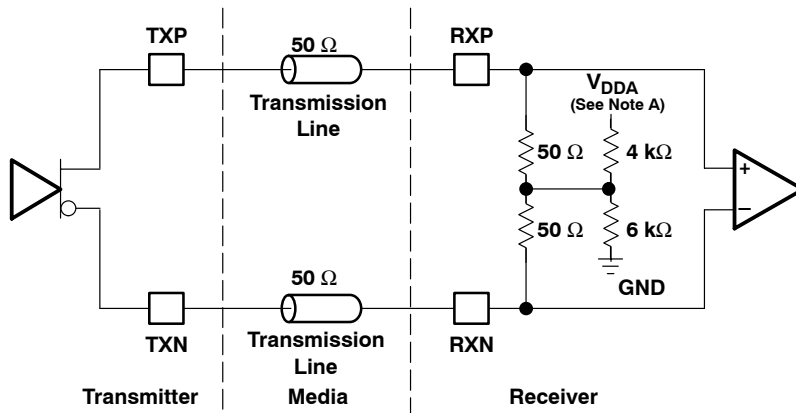 TXP
50 Ω
RXP
Transmission
Line
VDDA
(See Note A)
50 Ω
4 kΩ
+
−
50 Ω
6 kΩ
GND
50 Ω
TXN
Transmission
Line
RXN
Transmitter
Media
Receiver